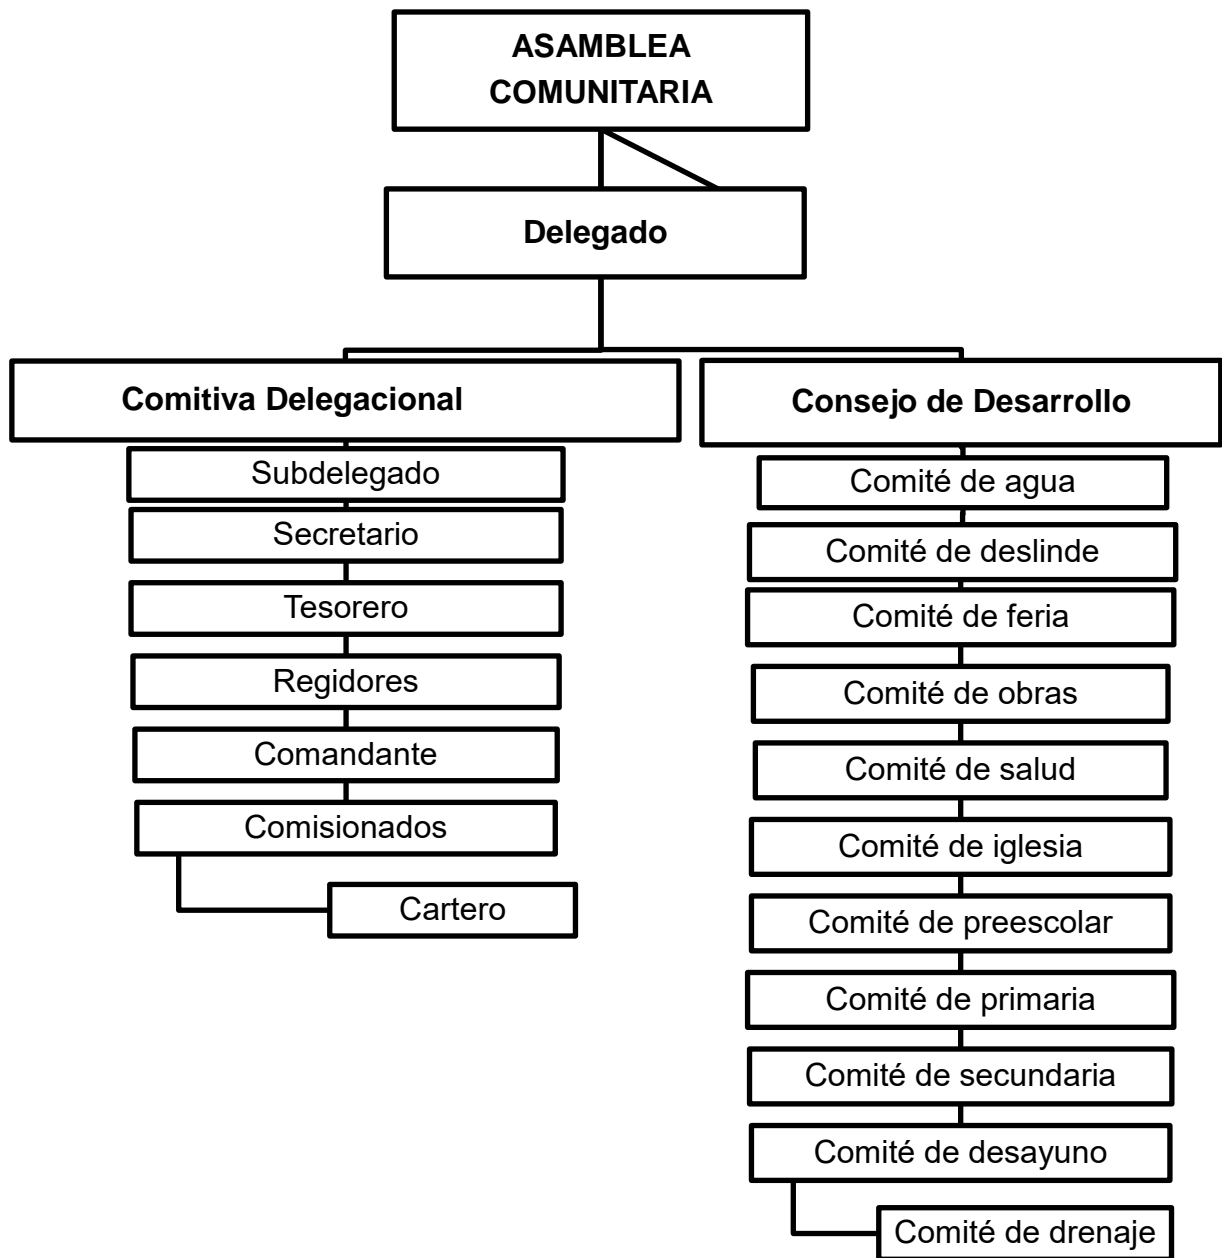 ASAMBLEA
COMUNITARIA
Delegado
Comitiva Delegacional
Subdelegado
Secretario
Tesorero
Regidores
Comandante
Comisionados
Cartero
Consejo de Desarrollo
Comité de agua
Comité de deslinde
Comité de feria
Comité de obras
Comité de salud
Comité de iglesia
Comité de preescolar
Comité de primaria
Comité de secundaria
Comité de desayuno
Comité de drenaje